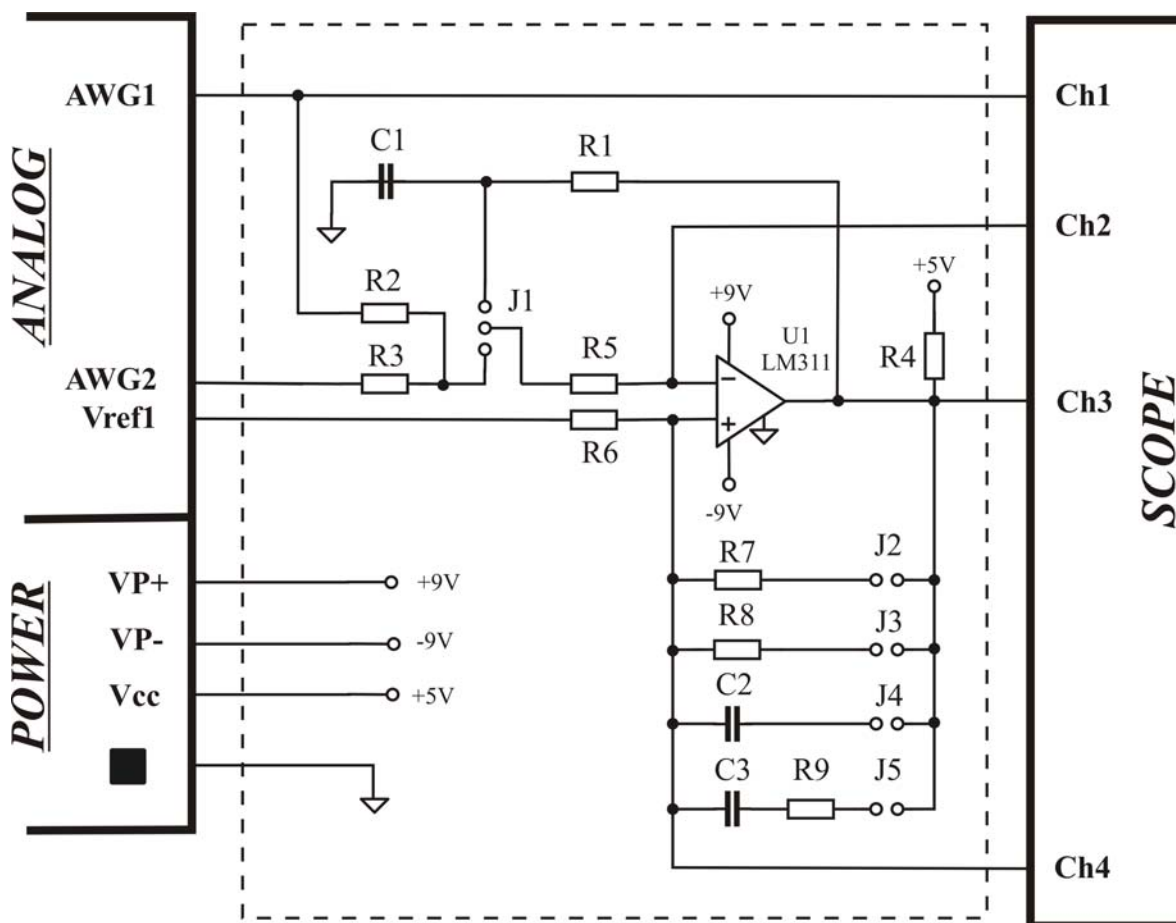 AWG1
Ch1
C1
R1
ANALOG
Ch2
+5V
R2
J1
+9V
U1
LM311
R4
R3
R5
AWG2
Vref1
−
+
Ch3
R6
SCOPE
-9V
R7
J2
VP+
+9V
R8
J3
VP-
-9V
POWER
Vcc
+5V
C2
J4
C3
R9
J5
Ch4